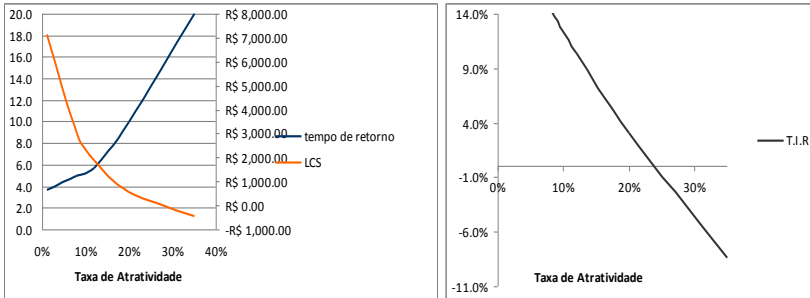 20.0
18.0
16.0
14.0
12.0
10.0
8.0
6.0
4.0
2.0
0.0
R$ 8,000.00
R$ 7,000.00
R$ 6,000.00
R$ 5,000.00
R$ 4,000.00
R$ 3,000.00
R$ 2,000.00
R$ 1,000.00
R$ 0.00
-R$ 1,000.00
0%
10%
20%
30%
40%
Taxa de Atratividade
tempo de retorno
LCS
14.0%
9.0%
4.0%
-1.0%
-6.0%
-11.0%
0%
10%
20%
30%
Taxa de Atratividade
T.I.R